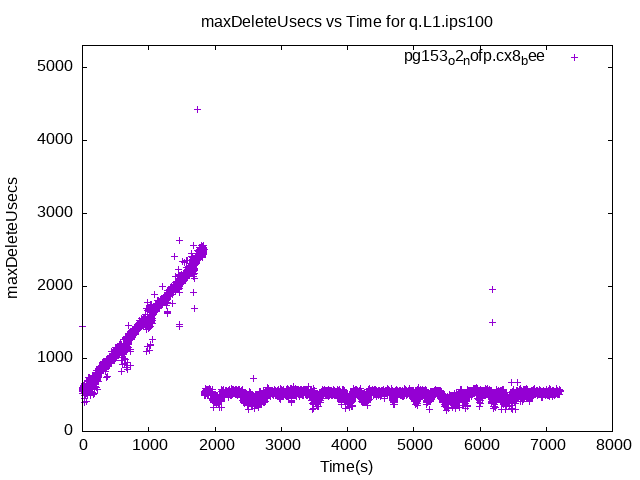 maxDeleteUsecs vs Time for q.L1.ips100
pg153o2nofp.cx8bee
5000
4000
3000
2000
1000
0
maxDeleteUsecs
0 1000 2000 3000 4000 5000 6000 7000 8000
Time(s)